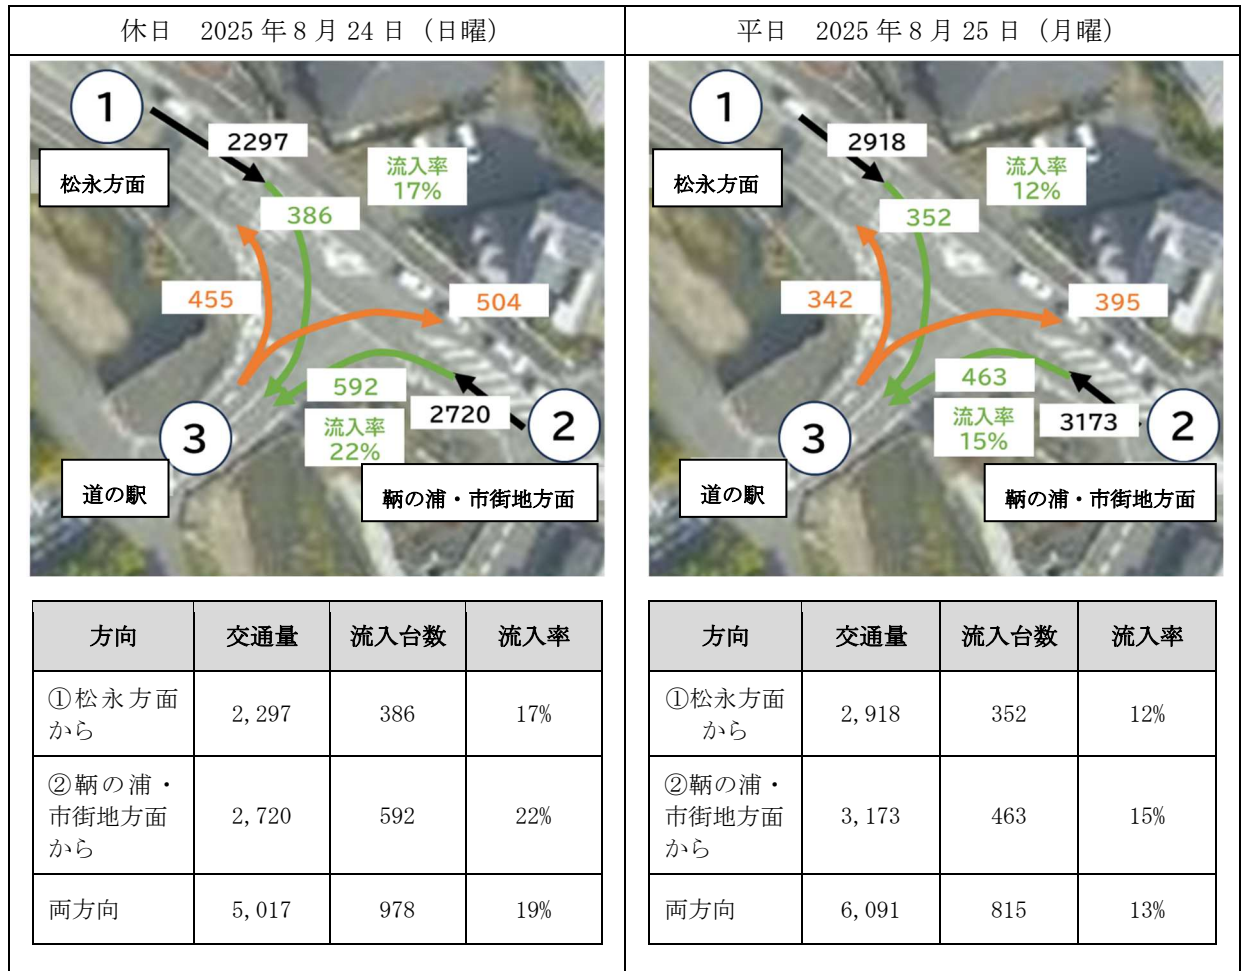 休日　2025年8月24日（日曜）
①
2297
松永方面
流入率
17%
386
455
504
592
流入率
22%
2720
②
③
道の駅
鞆の浦・市街地方面
方向 交通量 流入台数 流入率
①松永方面
から
2,297 386 17%
②鞆の浦・
市街地方面
から
2,720 592 22%
両方向 5,017 978 19%
平日　2025年8月25日（月曜）
①
2918
松永方面
流入率
12%
352
342
395
463
流入率
15%
3173
②
③
道の駅
鞆の浦・市街地方面
方向 交通量 流入台数 流入率
①松永方面
から
2,918 352 12%
②鞆の浦・
市街地方面
から
3,173 463 15%
両方向 6,091 815 13%